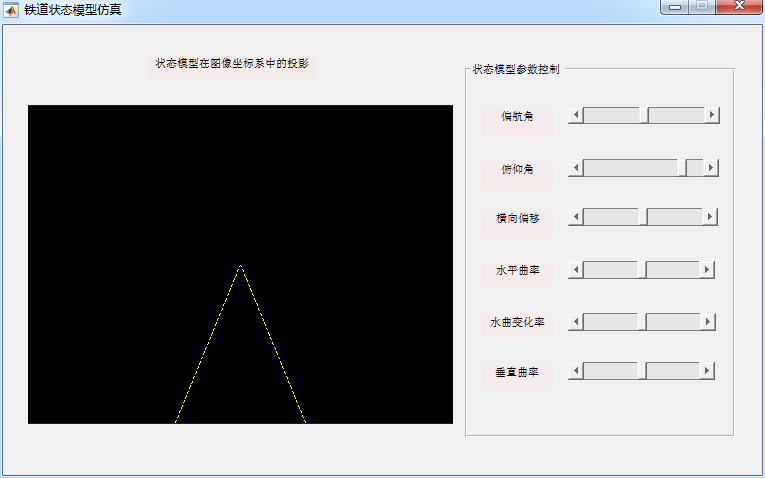 铁道状态模型仿真
状态模型在图像坐标系中的投影
状态模型参数控制
偏航角
俯仰角
横向偏移
水平曲率
水曲变化率
垂直曲率